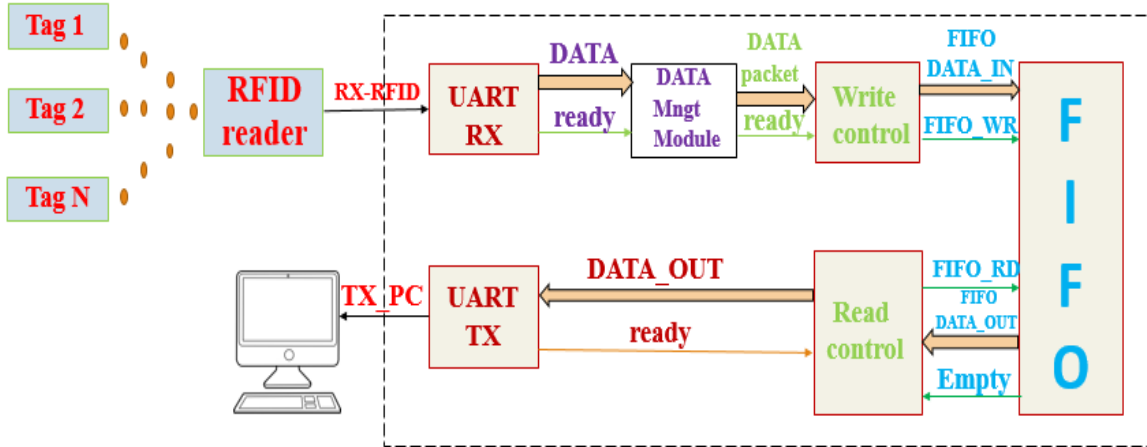 Tag 1
Tag 2
Tag N
RFID
reader
RX-RFID
UART
RX
DATA
ready
DATA
Mngt
Module
DATA
packet
ready
Write
control
FIFO
DATA_IN
FIFO_WR
F
I
F
O
TX_PC
UART
TX
DATA_OUT
ready
Read
control
FIFO_RD
FIFO
DATA_OUT
Empty